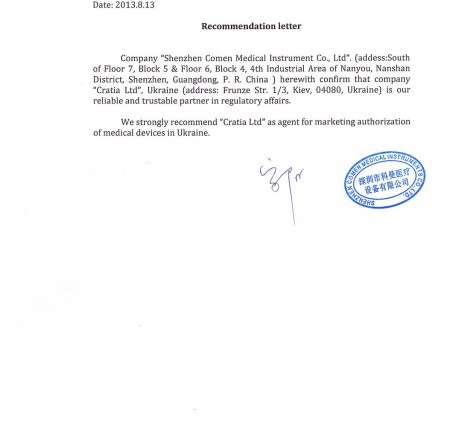 Date: 2013.8.13
Recommendation letter
Company "Shenzhen Comen Medical Instrument Co., Ltd". (addess:South
of Floor 7, Block 5 & Floor 6, Block 4, 4th Industrial Area of Nanyou, Nanshan
District, Shenzhen, Guangdong, P. R. China ) herewith confirm that company
"Cratia Ltd", Ukraine (address: Frunze Str. 1/3, Kiev, 04080, Ukraine) is our
reliable and trustable partner in regulatory affairs.
We strongly recommend "Cratia Ltd" as agent for marketing authorization
of medical devices in Ukraine.
SHENZHEN COMEN MEDICAL INSTRUMENTS CO., LTD.
深圳市科曼医疗
设备有限公司